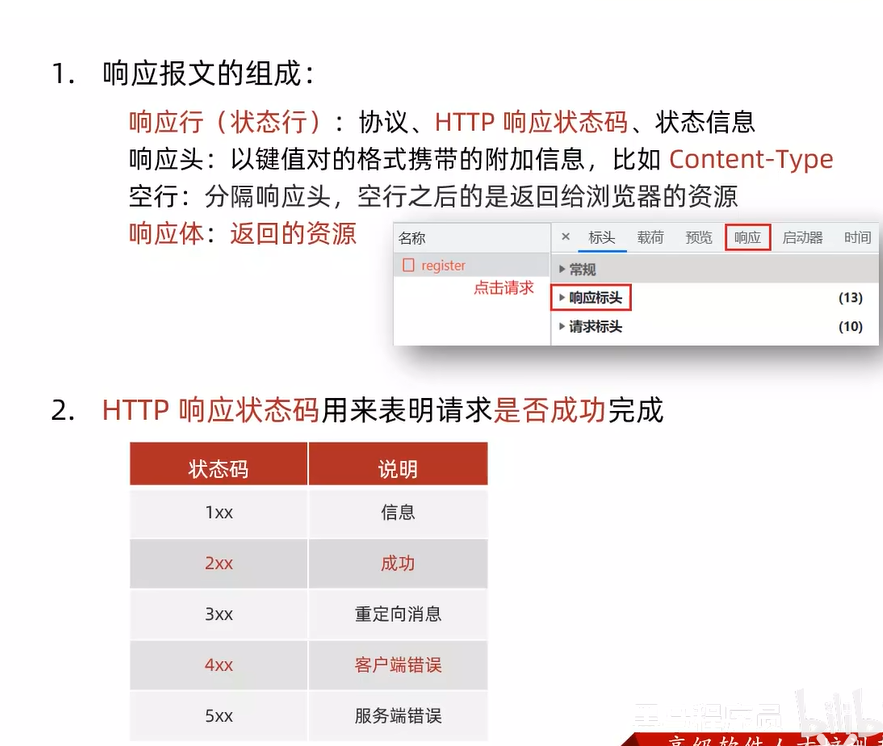 1. 响应报文的组成：
响应行（状态行）：协议、HTTP 响应状态码、状态信息
响应头：以键值对的格式携带的附加信息，比如 Content-Type
空行：分隔响应头，空行之后的是返回给浏览器的资源
响应体：返回的资源
名称
register
点击请求
× 标头 载荷 预览 响应 启动器 时间
常规
响应标头 (13)
请求标头 (10)
2. HTTP 响应状态码用来表明请求是否成功完成
状态码 说明
1xx 信息
2xx 成功
3xx 重定向消息
4xx 客户端错误
5xx 服务端错误
bilibili